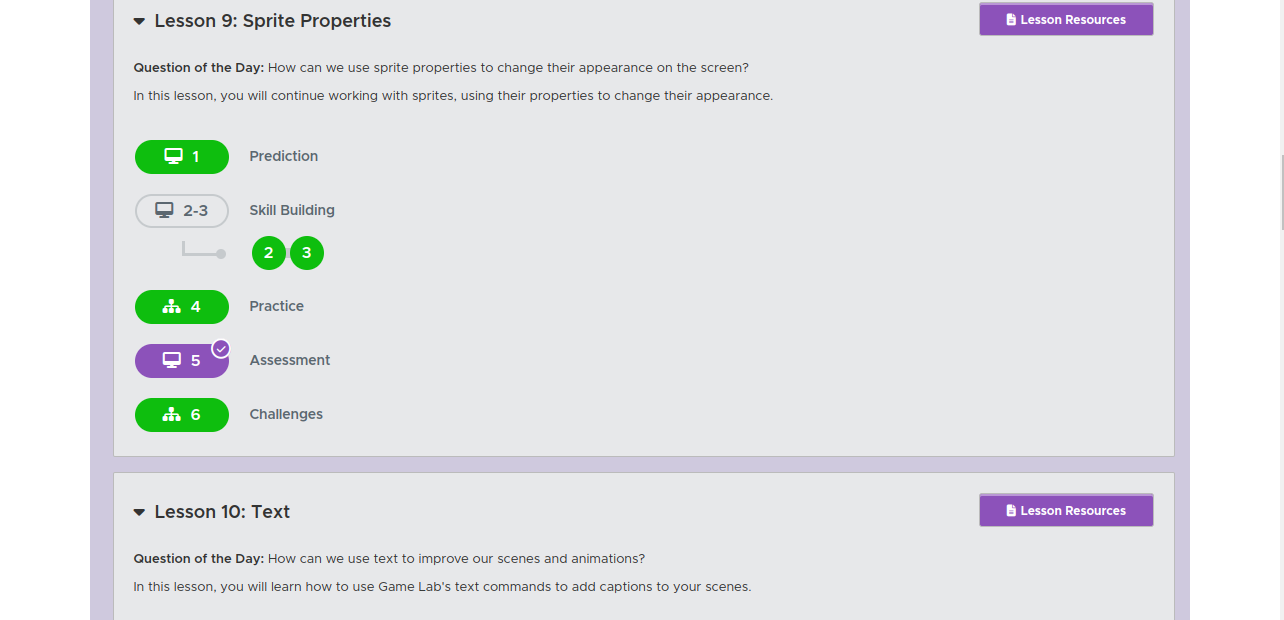 Lesson 9: Sprite Properties
Lesson Resources
Question of the Day: How can we use sprite properties to change their appearance on the screen?
In this lesson, you will continue working with sprites, using their properties to change their appearance.
1 Prediction
2-3 Skill Building
2 3
4 Practice
5 Assessment
6 Challenges
Lesson 10: Text
Lesson Resources
Question of the Day: How can we use text to improve our scenes and animations?
In this lesson, you will learn how to use Game Lab's text commands to add captions to your scenes.